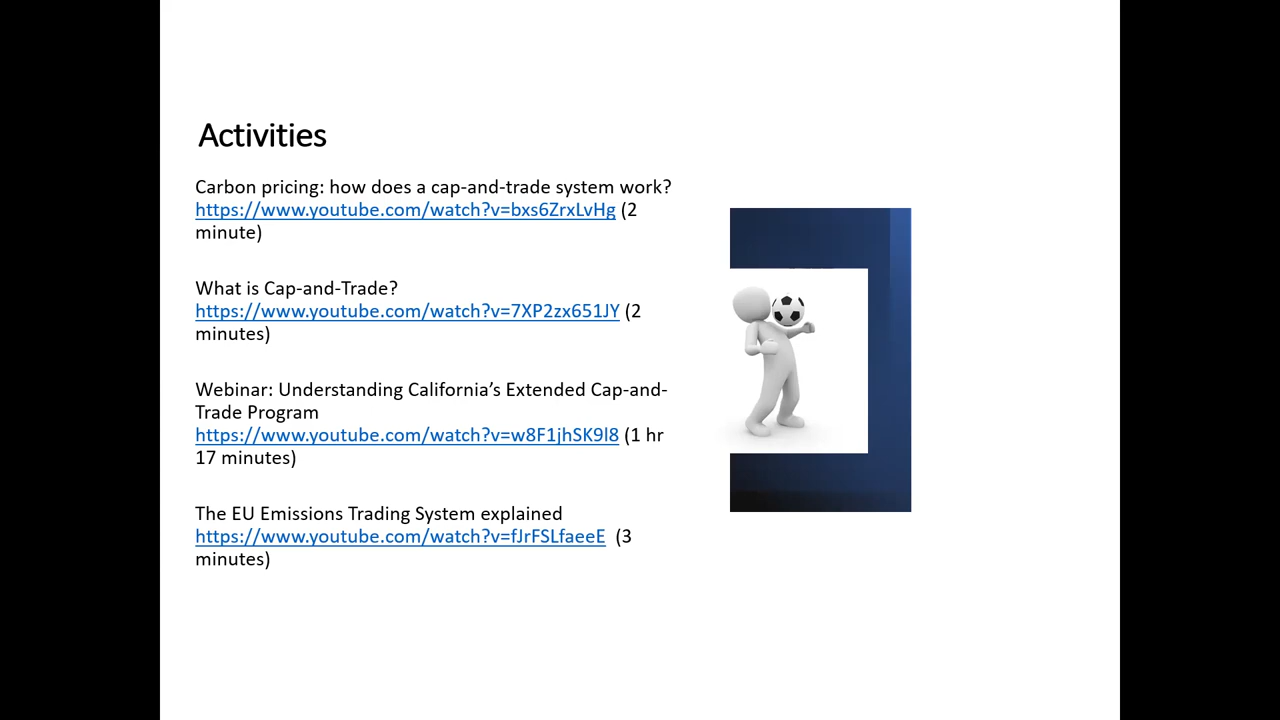 Activities
Carbon pricing: how does a cap-and-trade system work?
https://www.youtube.com/watch?v=bxs6ZrxLvHg (2
minute)
What is Cap-and-Trade?
https://www.youtube.com/watch?v=7XP2zx651JY (2
minutes)
Webinar: Understanding California’s Extended Cap-and-
Trade Program
https://www.youtube.com/watch?v=w8F1jhSK9l8 (1 hr
17 minutes)
The EU Emissions Trading System explained
https://www.youtube.com/watch?v=fJrFSLfaeeE (3
minutes)